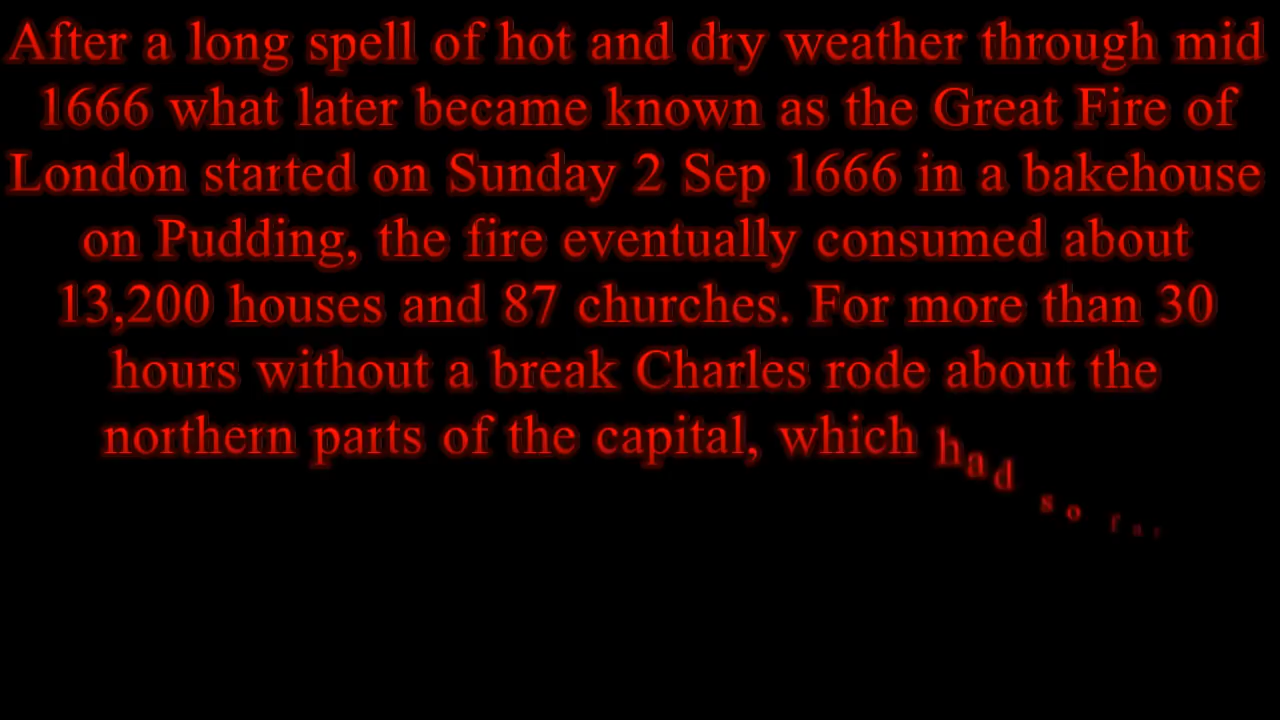 After a long spell of hot and dry weather through mid
1666 what later became known as the Great Fire of
London started on Sunday 2 Sep 1666 in a bakehouse
on Pudding, the fire eventually consumed about
13,200 houses and 87 churches. For more than 30
hours without a break Charles rode about the
northern parts of the capital, which had so far